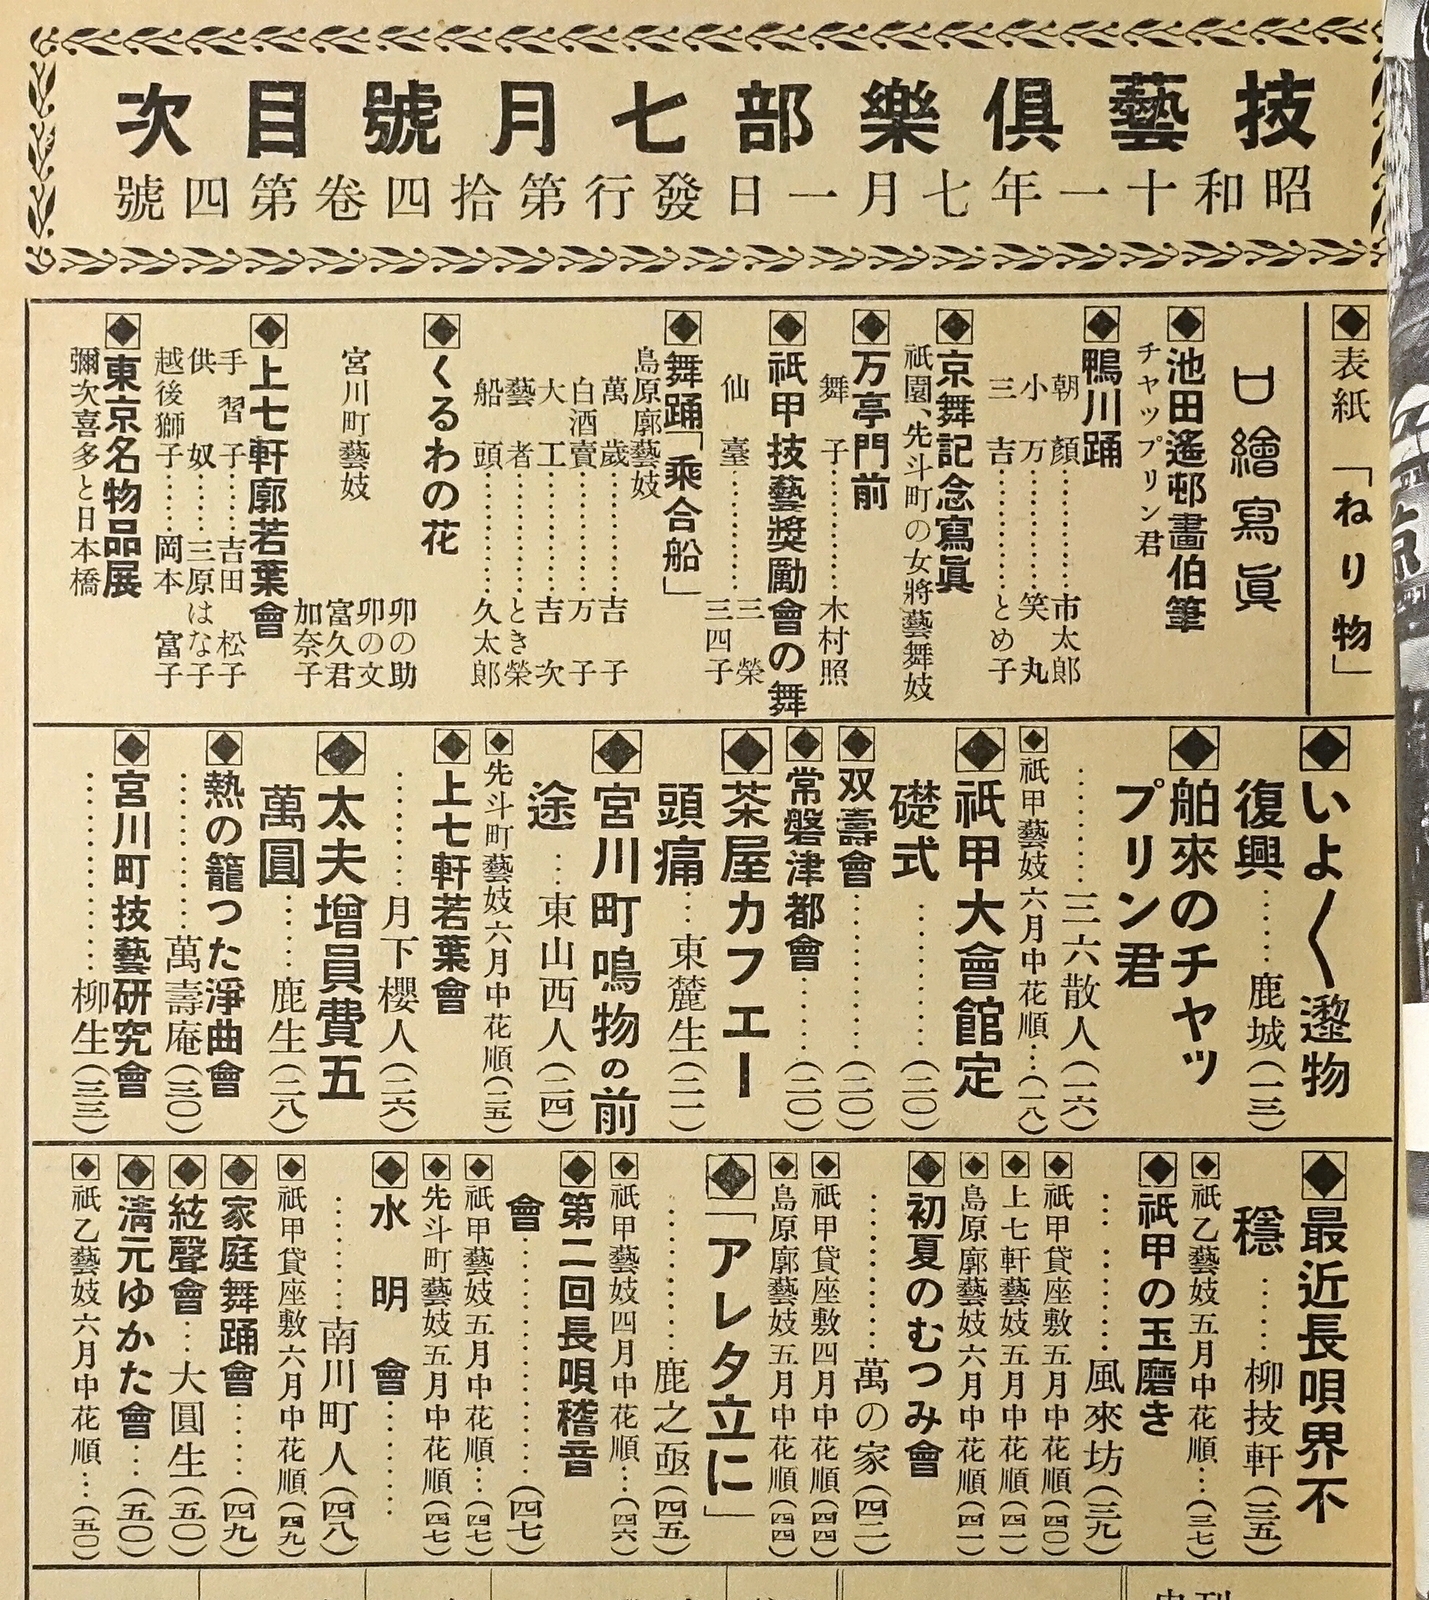 技藝俱樂部七月號目次
昭和十一年七月一日發行第拾四卷第四號
表紙「ねり物」
口繪寫眞
池田遙邨畫伯筆
チャップリン君
鴨川踊
朝顏……市太郎
小万……笑丸
三吉……とめ子
京舞記念寫眞
祇園、先斗町の女將藝舞妓
万亭門前
舞子……木村照
祇甲技藝獎勵會の舞
仙臺……三榮
三四子
舞踊「乘合船」
島原廓藝妓
萬歲……吉子
白酒賣……万子
大工……吉次
藝者……とき榮
船頭……久太郎
くるわの花
宮川町藝妓
卯の助
卯の文
富久君
加奈子
上七軒廓若葉會
手習子……吉田松子
供奴……三原はな子
越後獅子……岡本富子
東京名物品展
彌次喜多と日本橋
いよ〱邌物
復興……鹿城(一三)
舶來のチャッ
プリン君
……三六散人(一六)
祇甲藝妓六月中花順…(一八)
祇甲大會館定
礎式……(二〇)
双壽會……(二〇)
常磐津都會……(二〇)
茶屋カフエー
頭痛…東麓生(二一)
宮川町鳴物の前
途…東山西人(二四)
先斗町藝妓六月中花順(二五)
上七軒若葉會
……月下櫻人(二六)
太夫增員費五
萬圓……鹿生(二八)
熱の籠つた淨曲會
……萬壽庵(三〇)
宮川町技藝研究會
……柳生(三三)
最近長唄界不
穩……柳技軒(三五)
祇乙藝妓五月中花順…(三七)
祇甲の玉磨き
……風來坊(三九)
祇甲貸座敷五月中花順(四〇)
上七軒藝妓五月中花順(四一)
島原廓藝妓六月中花順(四一)
初夏のむつみ會
……萬の家(四二)
祇甲貸座敷四月中花順(四四)
島原廓藝妓五月中花順(四四)
「アレタ立に」
……鹿之亟(四五)
祇甲藝妓四月中花順…(四六)
第二回長唄稽音
會……(四七)
祇甲藝妓五月中花順…(四七)
先斗町藝妓五月中花順(四七)
水明會……
……南川町人(四八)
祇甲貸座敷六月中花順(四九)
家庭舞踊會……(四九)
絃聲會…大圓生(五〇)
淸元ゆかた會……(五〇)
祇乙藝妓六月中花順…(五〇)